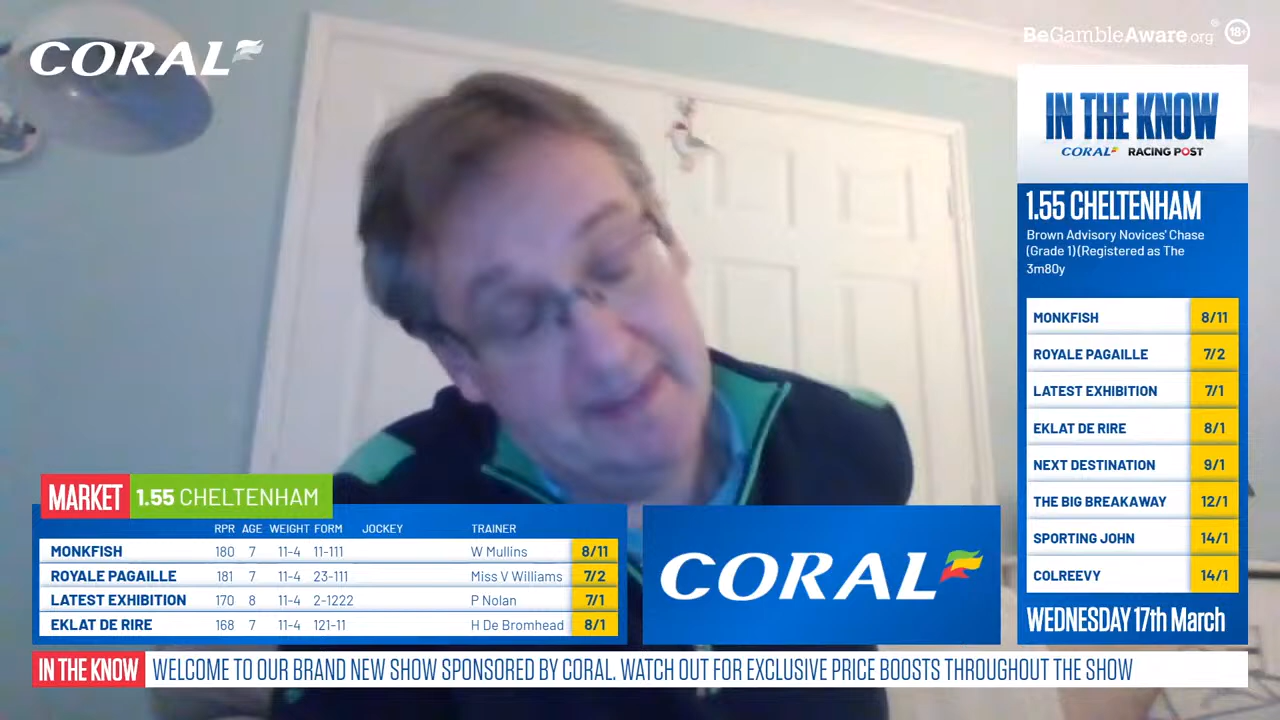 CORAL
BeGambleAware.org® 18+
IN THE KNOW
CORAL RACING POST
1.55 CHELTENHAM
Brown Advisory Novices' Chase
(Grade 1)(Registered as The
3m80y
MONKFISH 8/11
ROYALE PAGAILLE 7/2
LATEST EXHIBITION 7/1
EKLAT DE RIRE 8/1
NEXT DESTINATION 9/1
THE BIG BREAKAWAY 12/1
SPORTING JOHN 14/1
COLREEVY 14/1
WEDNESDAY 17th March
MARKET 1.55 CHELTENHAM
RPR AGE WEIGHT FORM JOCKEY TRAINER
MONKFISH 180 7 11-4 11-111 W Mullins 8/11
ROYALE PAGAILLE 181 7 11-4 23-111 Miss V Williams 7/2
LATEST EXHIBITION 170 8 11-4 2-1222 P Nolan 7/1
EKLAT DE RIRE 168 7 11-4 121-11 H De Bromhead 8/1
CORAL
IN THE KNOW WELCOME TO OUR BRAND NEW SHOW SPONSORED BY CORAL. WATCH OUT FOR EXCLUSIVE PRICE BOOSTS THROUGHOUT THE SHOW